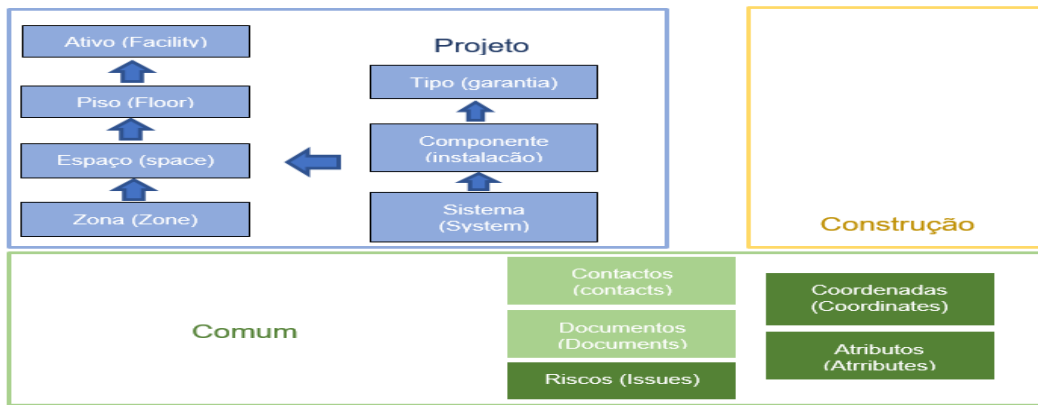 Ativo (Facility)
Projeto
Piso (Floor)
Tipo (garantia)
Espaço (space)
Componente
(instalacão)
Zona (Zone)
Sistema
(System)
Construção
Comum
Contactos
(contacts)
Documentos
(Documents)
Riscos (Issues)
Coordenadas
(Coordinates)
Atributos
(Atrributes)